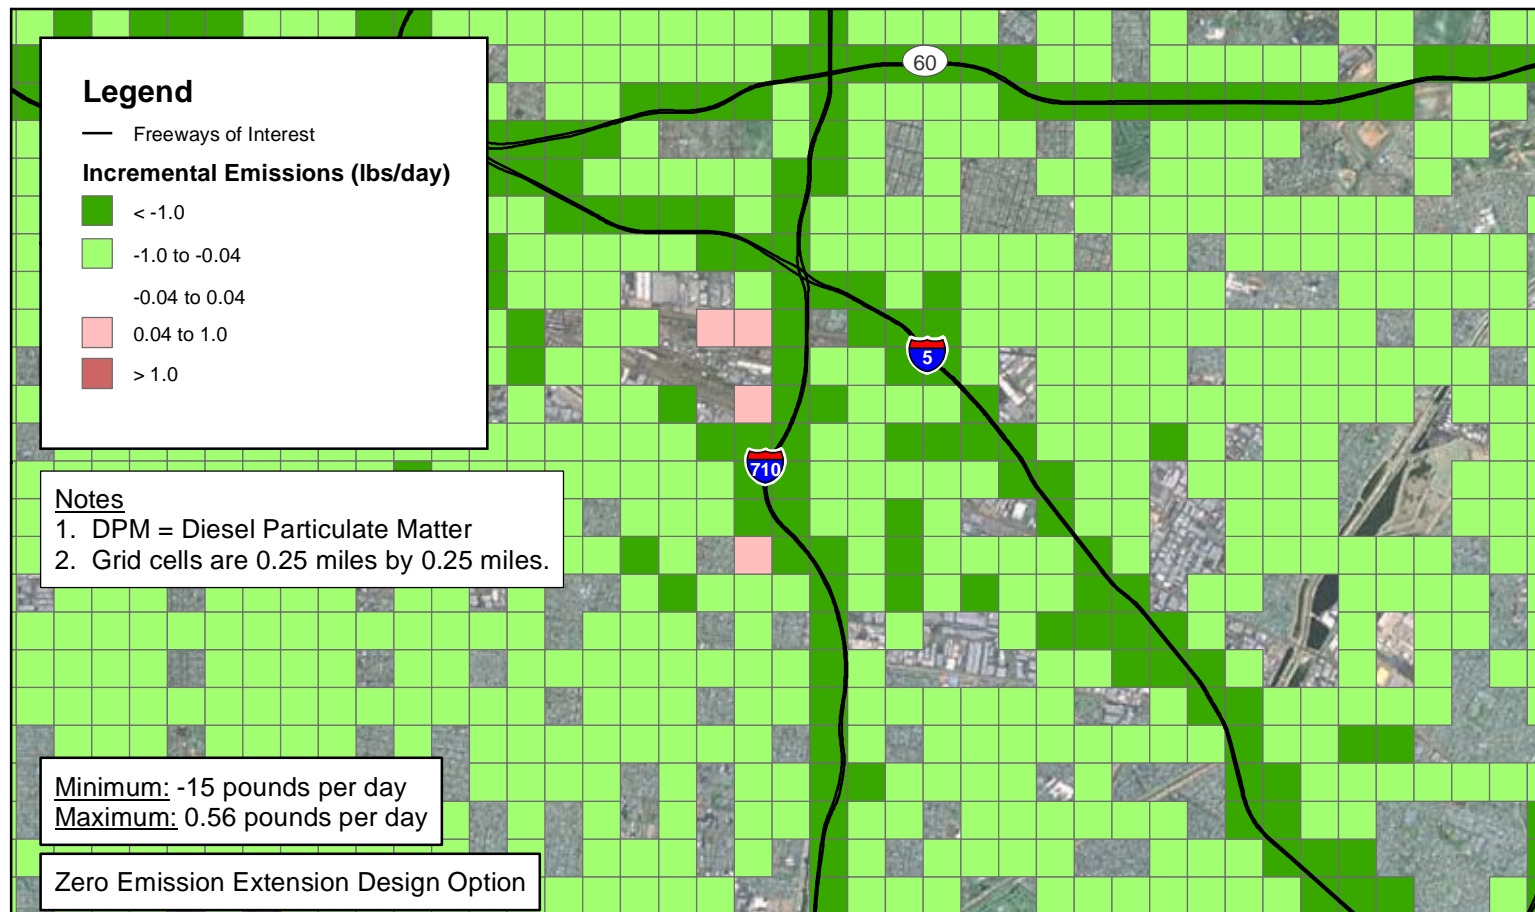 60
Legend
Freeways of Interest
Incremental Emissions (lbs/day)
< -1.0
-1.0 to -0.04
-0.04 to 0.04
0.04 to 1.0
> 1.0
5
710
Notes
1. DPM = Diesel Particulate Matter
2. Grid cells are 0.25 miles by 0.25 miles.
Minimum: -15 pounds per day
Maximum: 0.56 pounds per day
Zero Emission Extension Design Option